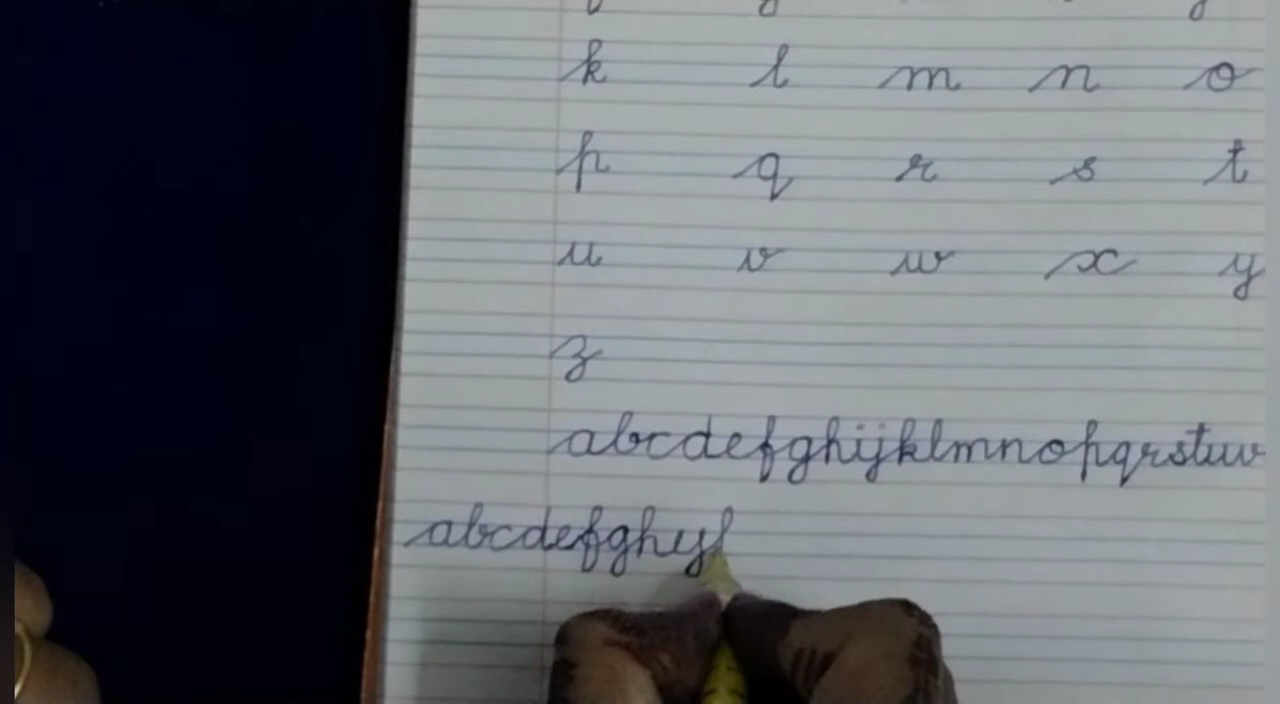 k l m n o
p q r s t
u v w x y
z
abcdefghijklmnopqrstuv
abcdefghij